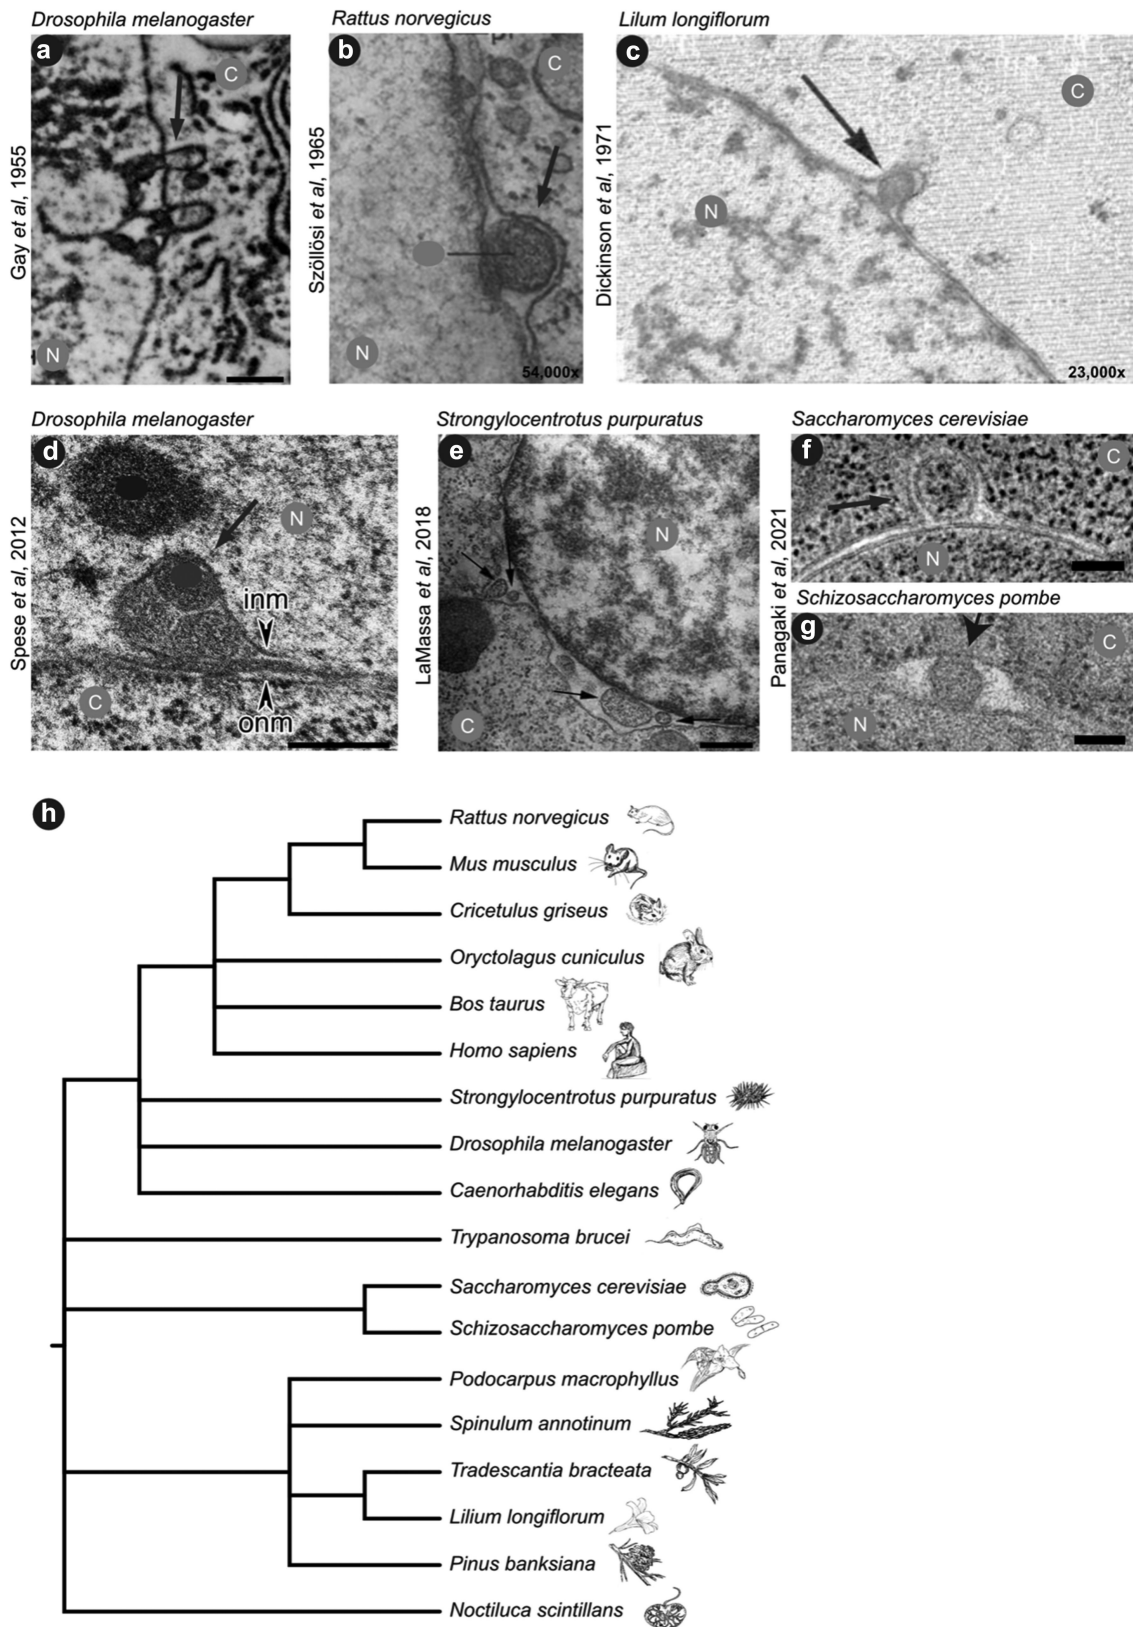 Drosophila melanogaster
Rattus norvegicus
Lilum longiflorum
a
C
N
Gay et al, 1955
b
C
N
54,000x
Szöllösi et al, 1965
c
C
N
23,000x
Dickinson et al, 1971
Drosophila melanogaster
Strongylocentrotus purpuratus
Saccharomyces cerevisiae
d
N
inm
C
onm
Spese et al, 2012
e
N
C
LaMassa et al, 2018
f
C
N
Schizosaccharomyces pombe
g
C
N
Panagaki et al, 2021
h
Rattus norvegicus
Mus musculus
Cricetulus griseus
Oryctolagus cuniculus
Bos taurus
Homo sapiens
Strongylocentrotus purpuratus
Drosophila melanogaster
Caenorhabditis elegans
Trypanosoma brucei
Saccharomyces cerevisiae
Schizosaccharomyces pombe
Podocarpus macrophyllus
Spinulum annotinum
Tradescantia bracteata
Lilium longiflorum
Pinus banksiana
Noctiluca scintillans